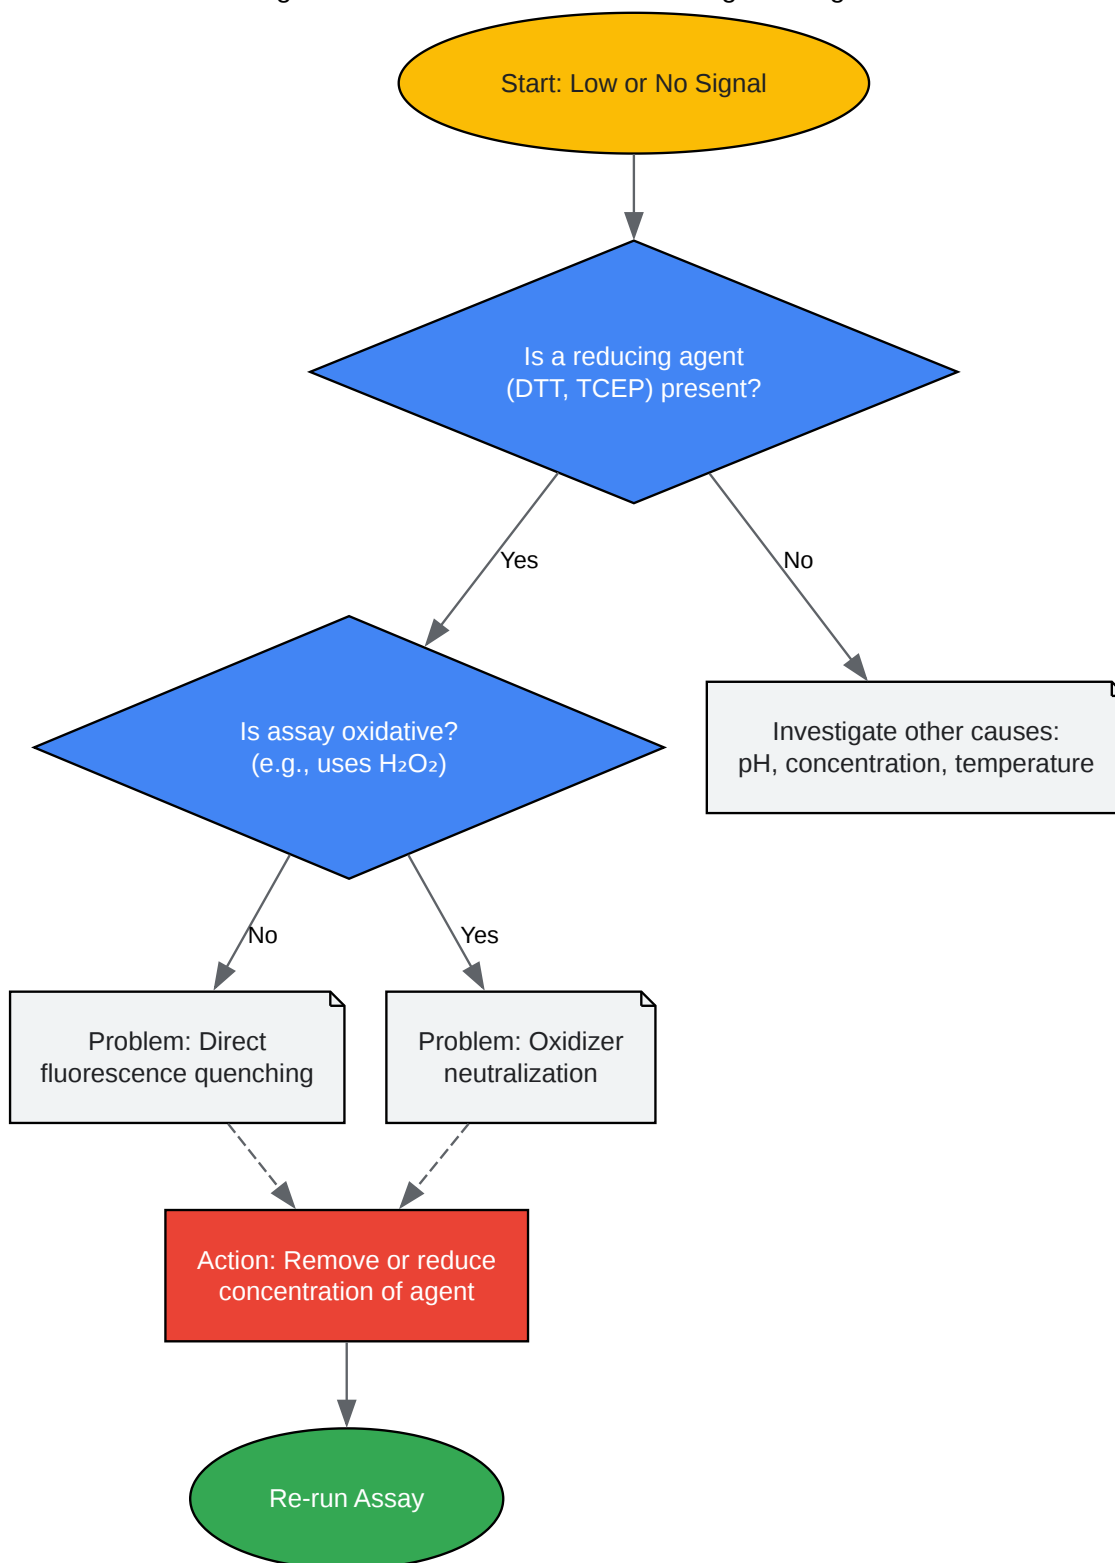 Start: Low or No Signal
Is a reducing agent
(DTT, TCEP) present?
Yes
No
Is assay oxidative?
(e.g., uses H₂O₂)
Investigate other causes:
pH, concentration, temperature
No
Yes
Problem: Direct
fluorescence quenching
Problem: Oxidizer
neutralization
Action: Remove or reduce
concentration of agent
Re-run Assay